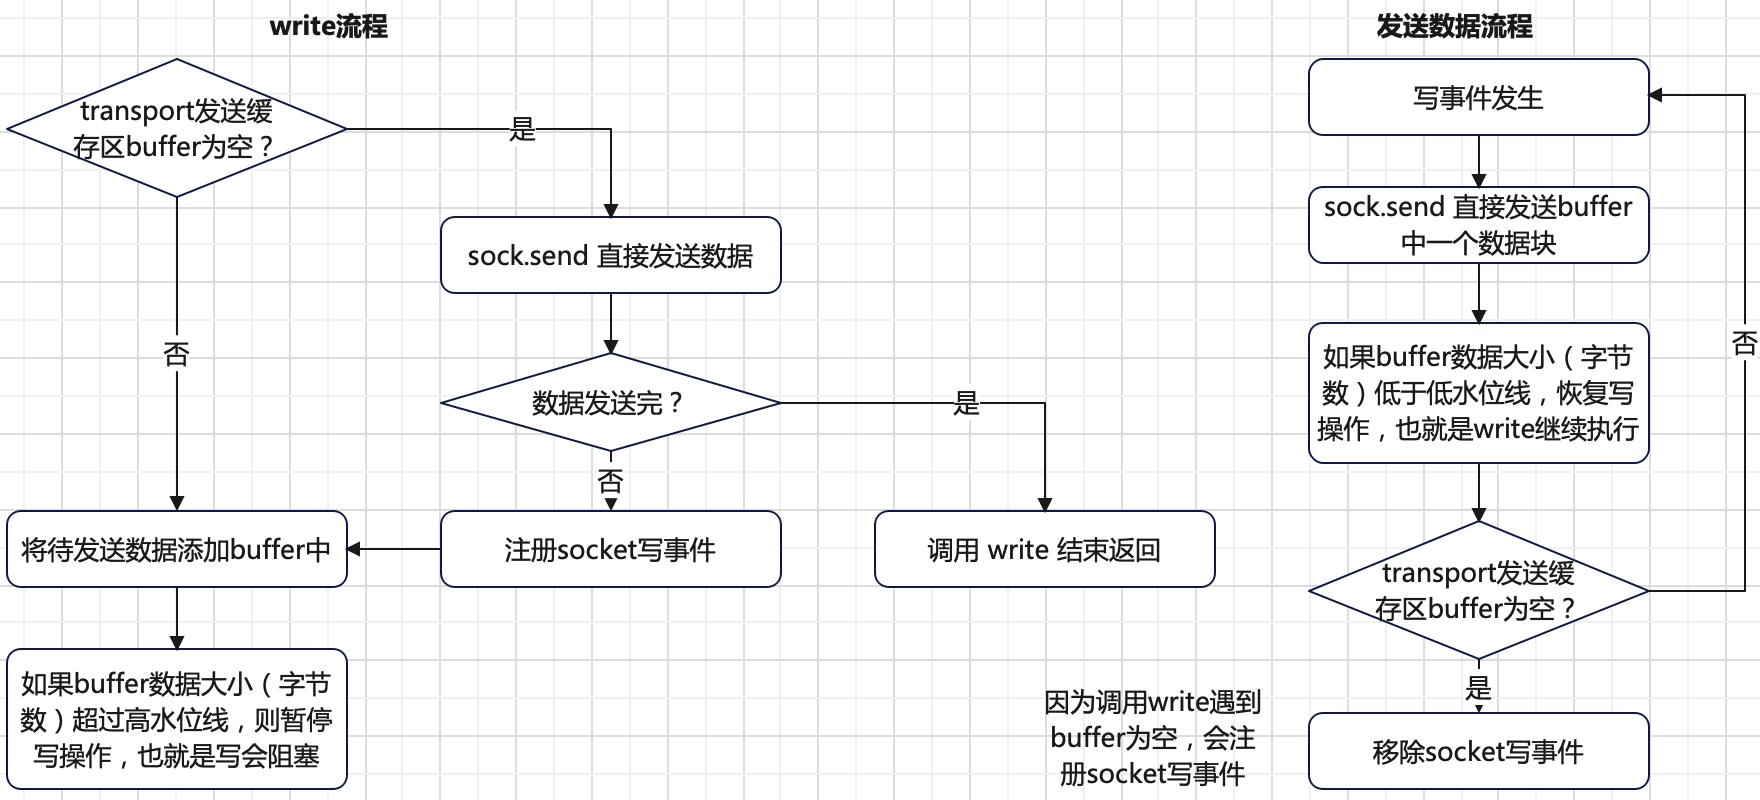 write流程
transport发送缓
存区buffer为空？
是
sock.send 直接发送数据
否
数据发送完？
是
否
将待发送数据添加buffer中
注册socket写事件
调用 write 结束返回
如果buffer数据大小（字节
数）超过高水位线，则暂停
写操作，也就是写会阻塞
发送数据流程
写事件发生
sock.send 直接发送buffer
中一个数据块
否
如果buffer数据大小（字节
数）低于低水位线，恢复写
操作，也就是write继续执行
transport发送缓
存区buffer为空？
是
因为调用write遇到
buffer为空，会注
册socket写事件
移除socket写事件